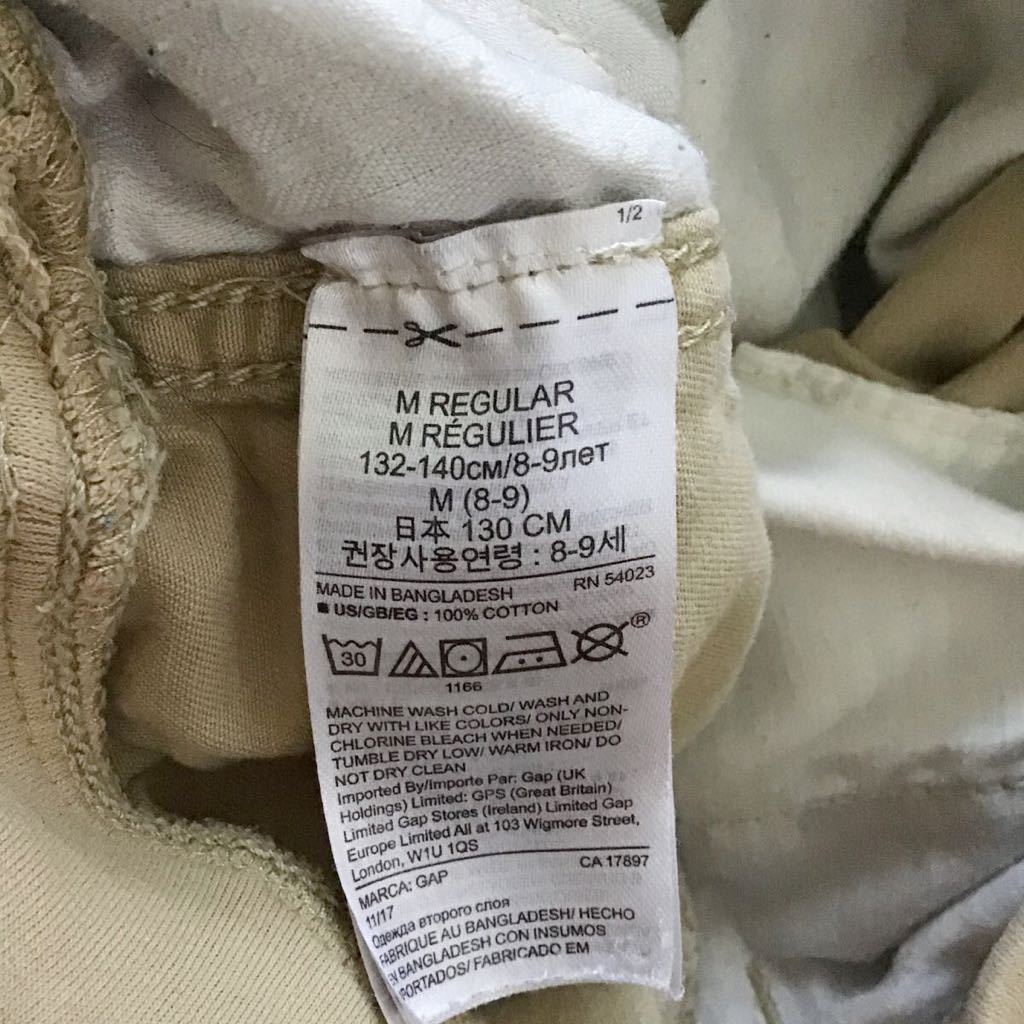 1/2
M REGULAR
M RÉGULIER
132-140см/8-9лет
M (8-9)
日本 130 CM
권장사용연령 : 8-9세
MADE IN BANGLADESH RN 54023
US/GB/EG : 100% COTTON
30 ®
1166
MACHINE WASH COLD/ WASH AND
DRY WITH LIKE COLORS/ ONLY NON-
CHLORINE BLEACH WHEN NEEDED/
TUMBLE DRY LOW/ WARM IRON/ DO
NOT DRY CLEAN
Imported By/Importe Par: Gap (UK
Holdings) Limited: GPS (Great Britain)
Limited Gap Stores (Ireland) Limited Gap
Europe Limited All at 103 Wigmore Street,
London, W1U 1QS
CA 17897
MARCA: GAP
11/17
Одежда второго слоя
FABRIQUE AU BANGLADESH/ HECHO
EN BANGLADESH CON INSUMOS
PORTADOS/ FABRICADO EM